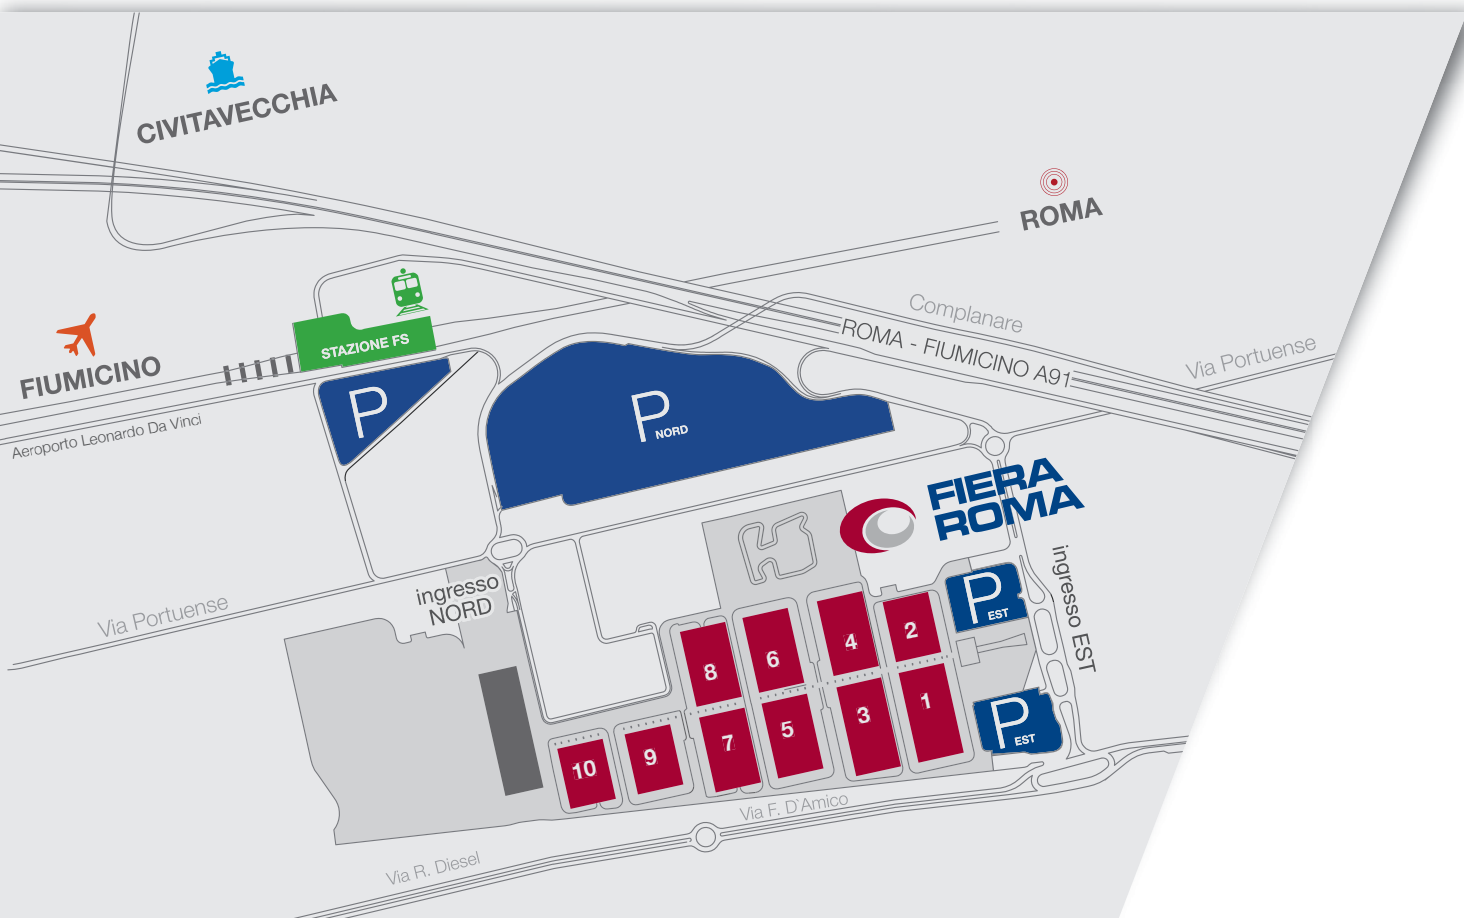 CIVITAVECCHIA
ROMA
Complanare
ROMA - FIUMICINO A91
Via Portuense
STAZIONE FS
FIUMICINO
Aeroporto Leonardo Da Vinci
P
P
NORD
FIERA
ROMA
ingresso EST
P
EST
ingresso
NORD
Via Portuense
2
4
6
8
1
3
5
7
9
10
P
EST
Via F. D`Amico
Via R. Diesel